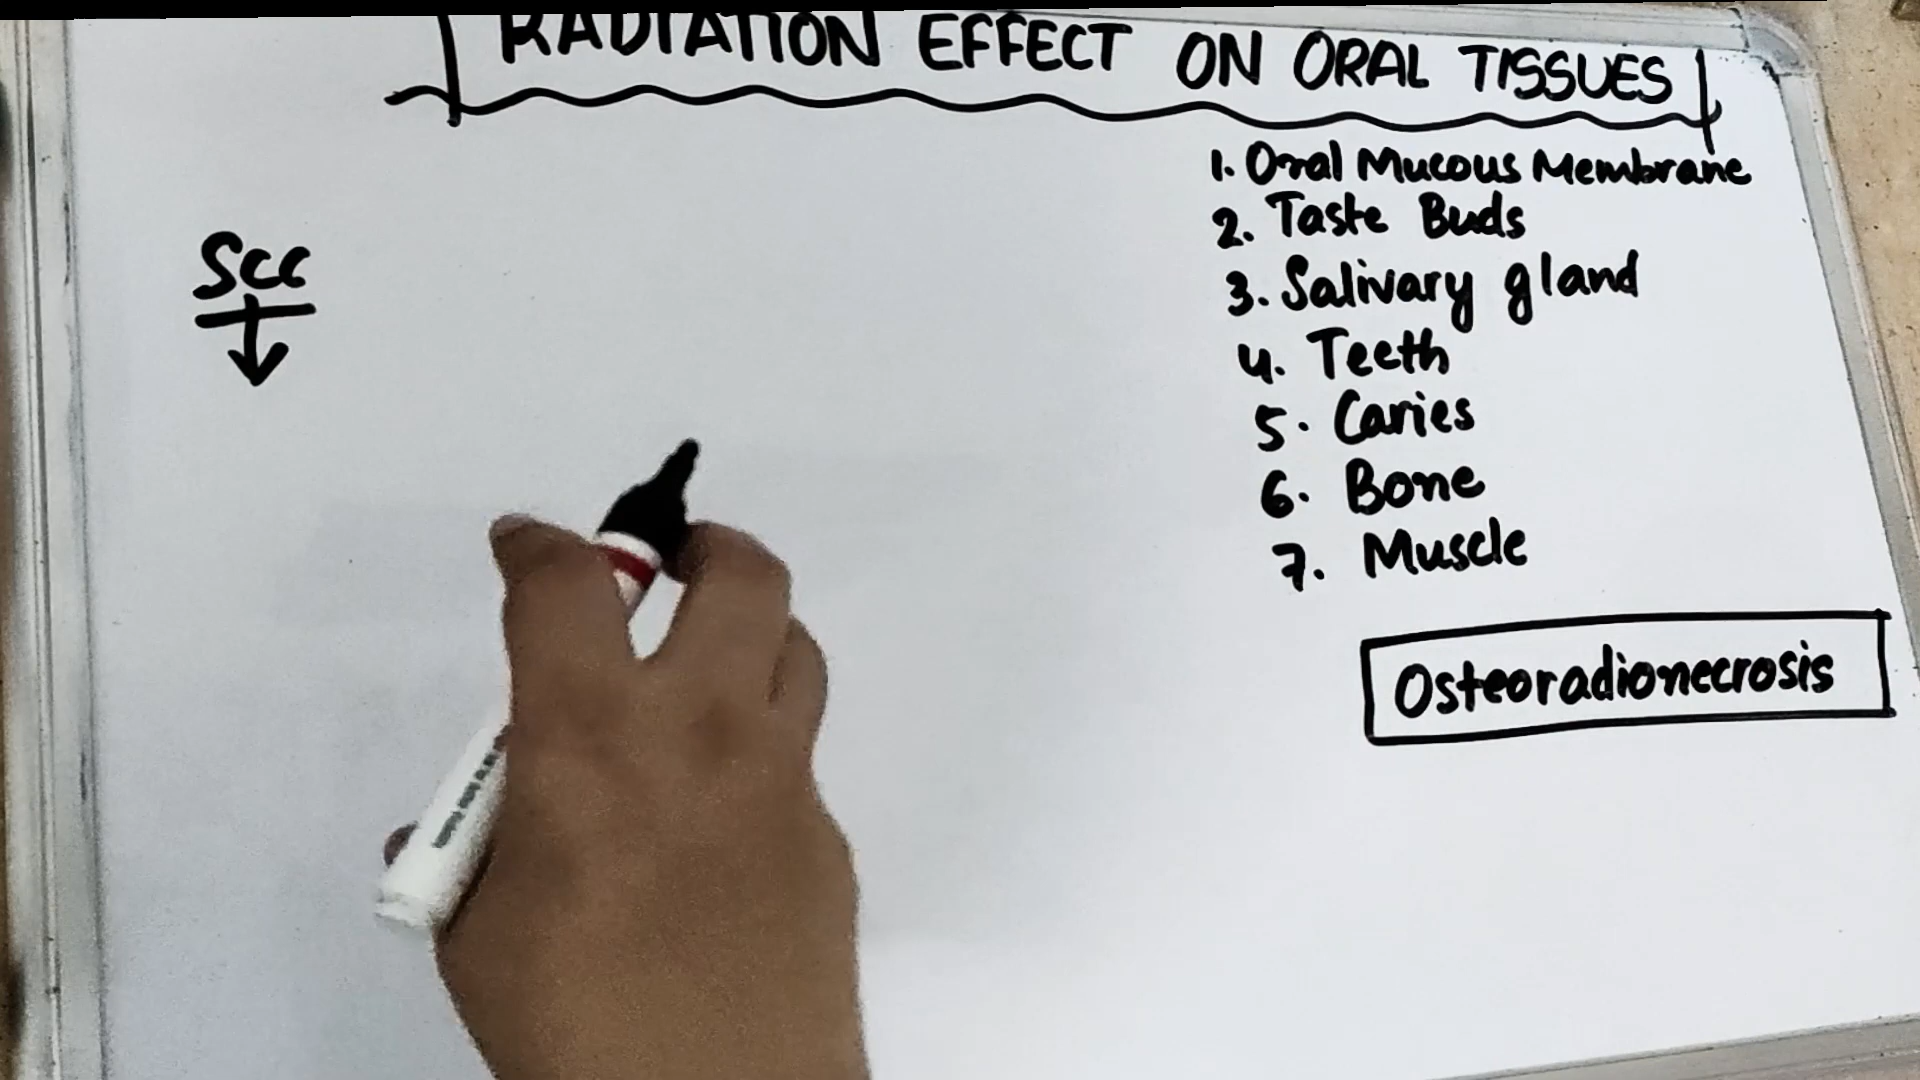 RADIATION EFFECT ON ORAL TISSUES
Scc
1. Oral Mucous Membrane
2. Taste Buds
3. Salivary gland
4. Teeth
5. Caries
6. Bone
7. Muscle
Osteoradionecrosis